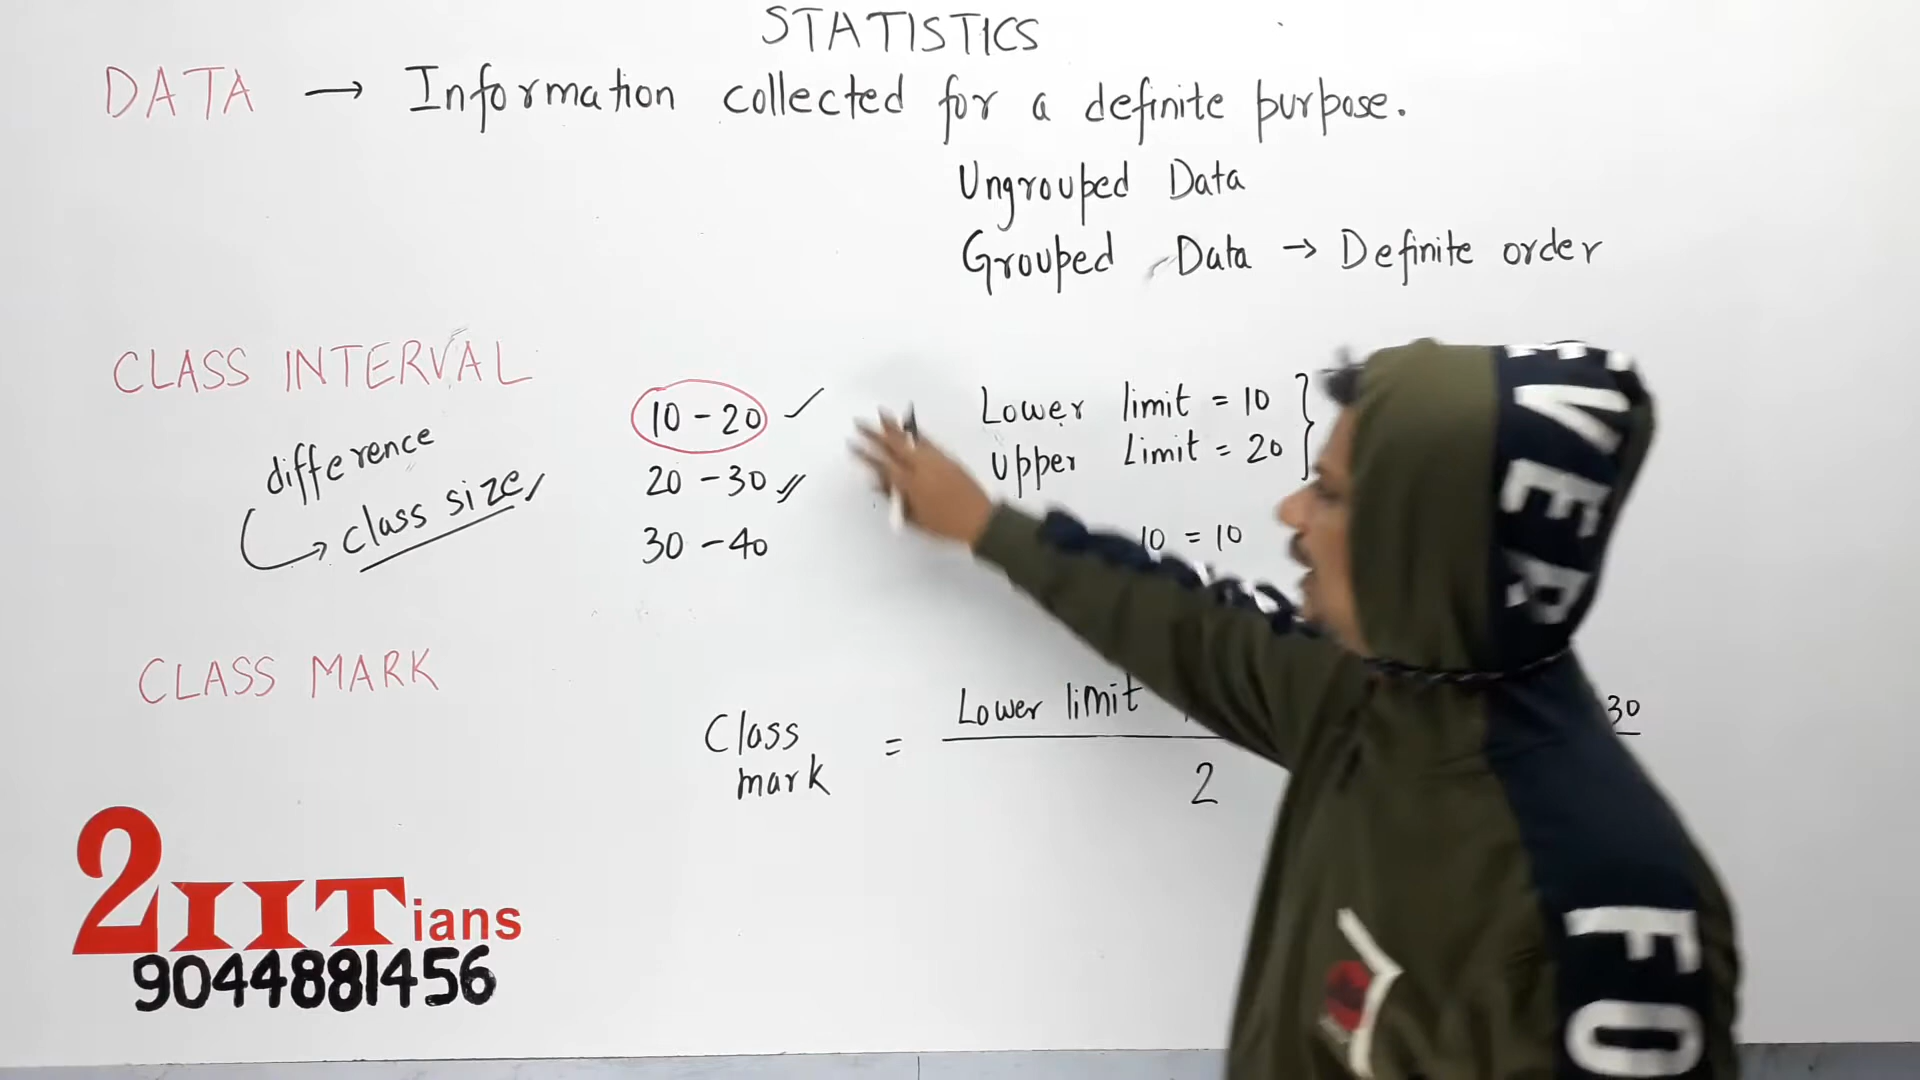 STATISTICS
DATA → Information collected for a definite purpose.
Ungrouped Data
Grouped Data → Definite order
CLASS INTERVAL
difference
class size
10 - 20
20 - 30
30 - 40
Lower limit = 10
Upper Limit = 20
10 = 10
CLASS MARK
Class mark = Lower limit
2
30
2IITians
9044881456
VER
FO